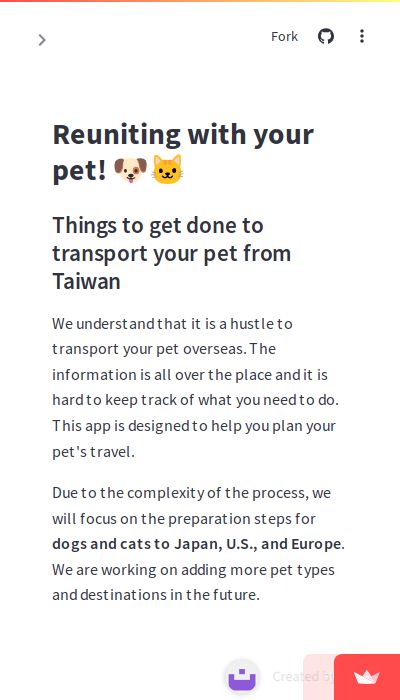 Fork
Reuniting with your
pet! 🐶🐱
Things to get done to
transport your pet from
Taiwan
We understand that it is a hustle to
transport your pet overseas. The
information is all over the place and it is
hard to keep track of what you need to do.
This app is designed to help you plan your
pet's travel.
Due to the complexity of the process, we
will focus on the preparation steps for
dogs and cats to Japan, U.S., and Europe.
We are working on adding more pet types
and destinations in the future.
Created by